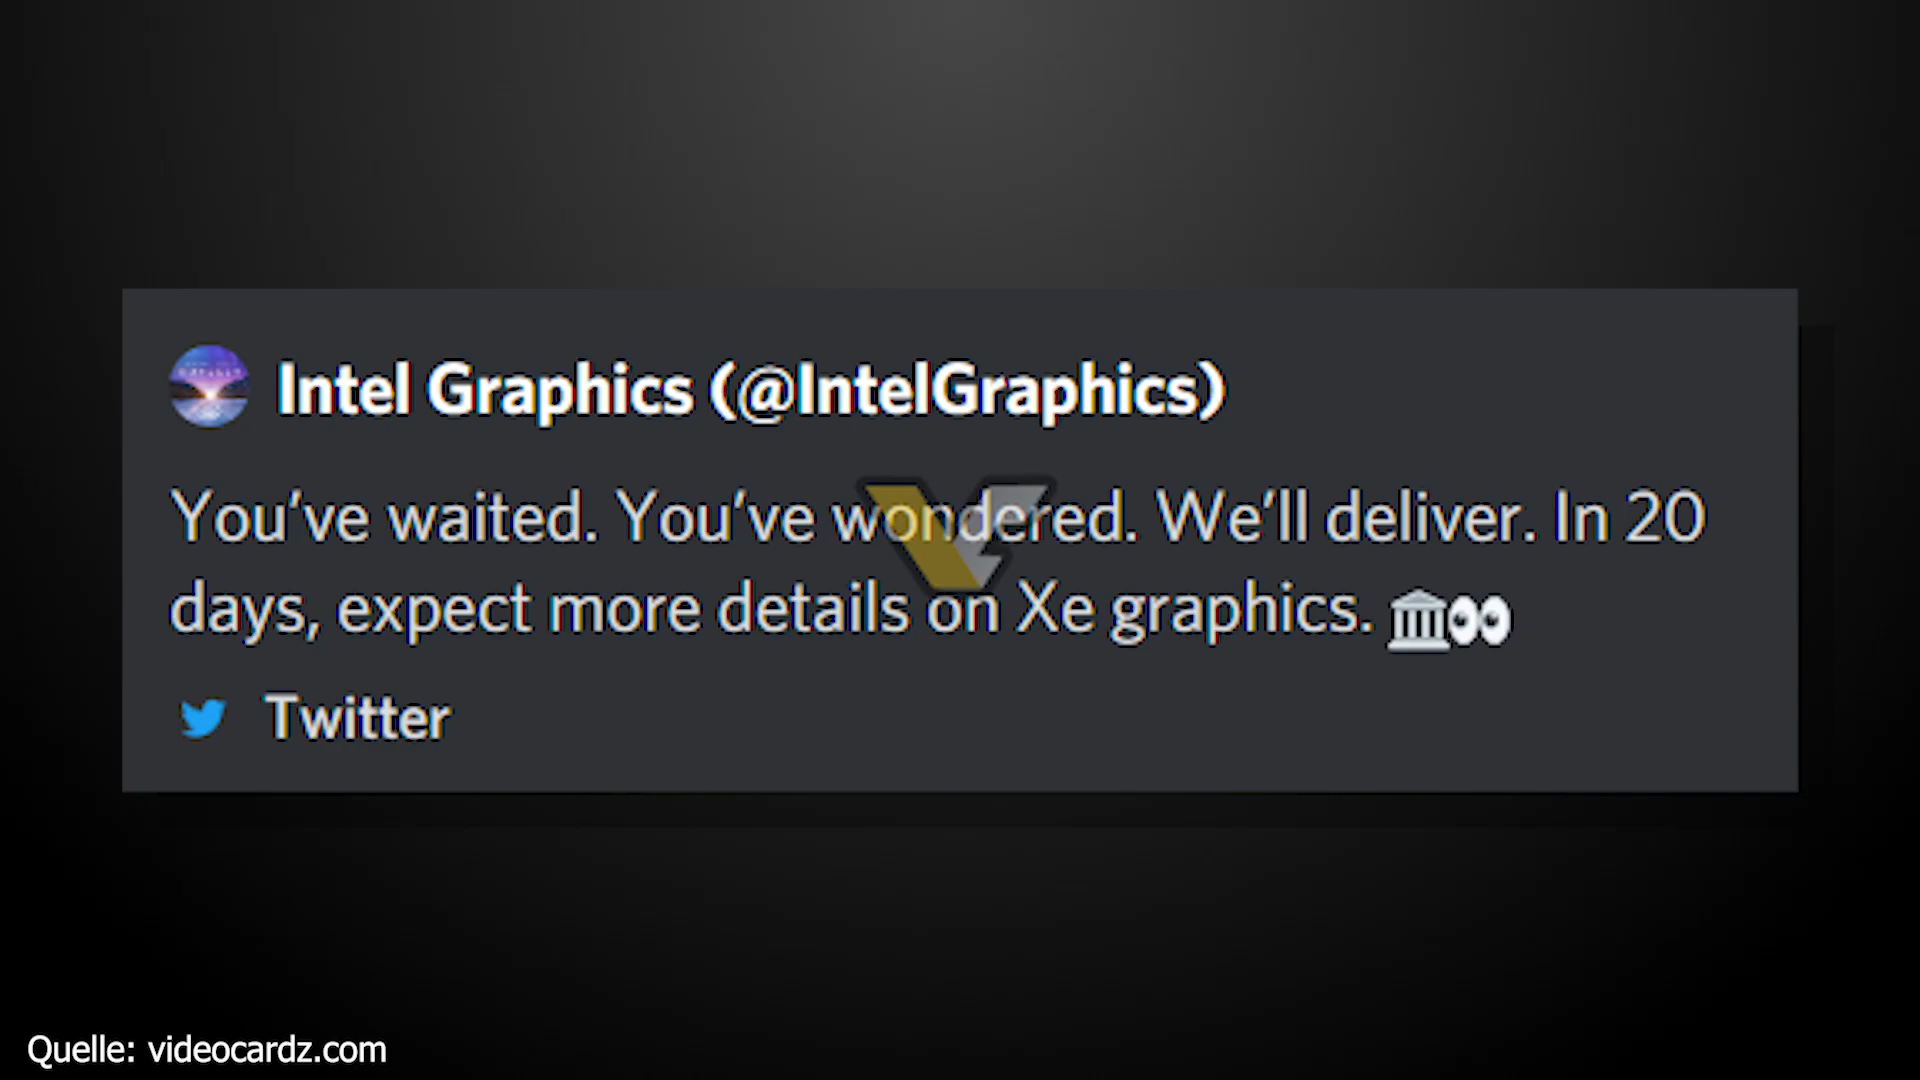 Intel Graphics (@IntelGraphics)
You’ve waited. You’ve wondered. We’ll deliver. In 20
days, expect more details on Xe graphics. 🏛👀
Twitter
Quelle: videocardz.com